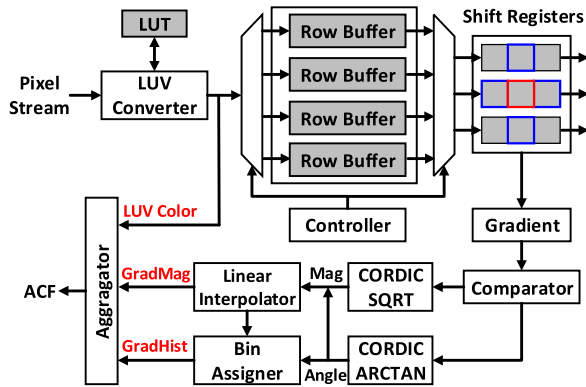 Shift Registers
LUT
Row Buffer
Pixel
Stream
LUV
Converter
Row Buffer
Row Buffer
Row Buffer
LUV Color
Controller
Gradient
Aggragator
ACF
GradMag
Linear
Interpolator
Mag
CORDIC
SQRT
Comparator
GradHist
Bin
Assigner
Angle
CORDIC
ARCTAN